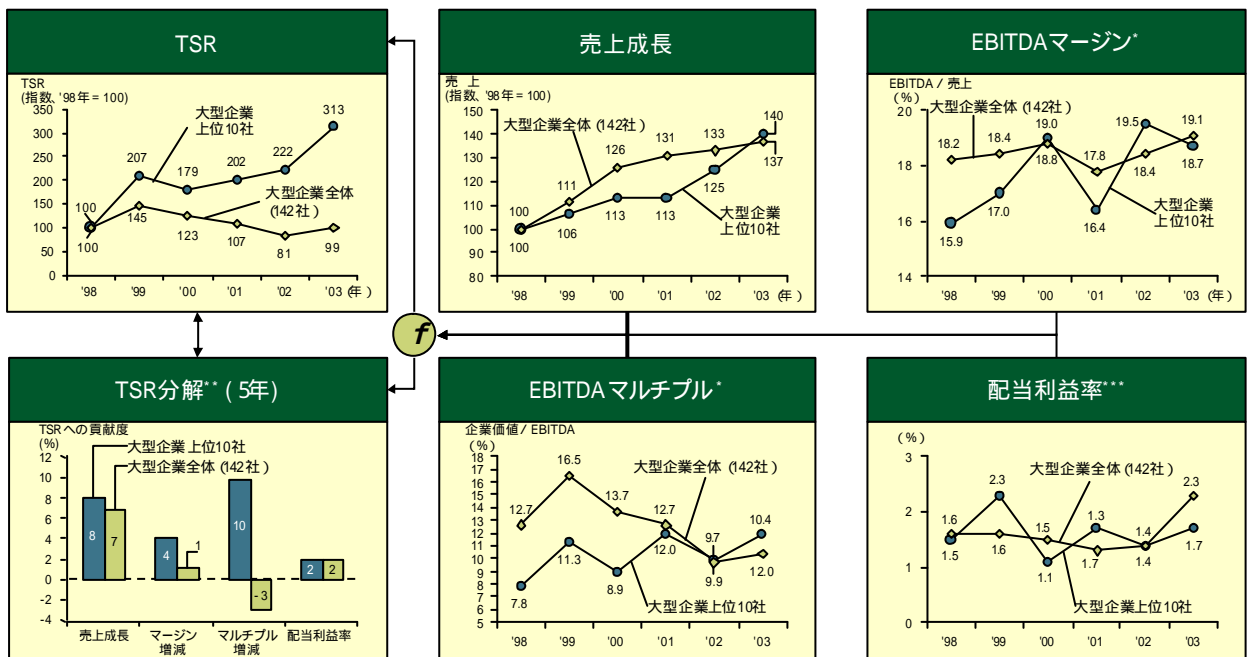 TSR
TSR
(指数、'98年 = 100)
350
300
250
200
150
100
50
0
大型企業
上位10社
313
207
179
202
222
大型企業全体
(142社)
100
100
145
123
107
81
99
'98 '99 '00 '01 '02 '03 (年)
売上成長
売 上
(指数、'98年 = 100)
150
140
130
120
110
100
90
80
大型企業全体 (142社)
126
131
133
140
137
111
125
100
100
106
113
113
大型企業
上位10社
'98 '99 '00 '01 '02 '03
EBITDAマージン*
EBITDA / 売上
(%)
20
18
16
14
大型企業全体 (142社)
18.2
18.4
19.0
18.8
17.8
19.5
18.4
19.1
18.7
15.9
17.0
16.4
大型企業
上位10社
'98 '99 '00 '01 '02 '03 (年)
f
TSR分解** ( 5年)
TSRへの貢献度
(%)
12
10
8
6
4
2
0
-2
-4
大型企業 上位10社
大型企業全体 (142社)
8
7
4
1
10
-3
2
2
売上成長
マージン
増減
マルチプル
増減
配当利益率
EBITDAマルチプル*
企業価値 / EBITDA
(%)
18
17
16
15
14
13
12
11
10
9
8
7
6
5
大型企業全体 (142社)
12.7
16.5
13.7
12.7
9.7
10.4
7.8
11.3
8.9
12.0
9.9
12.0
大型企業上位10社
'98 '99 '00 '01 '02 '03
配当利益率***
(%)
3
2
1
0
大型企業全体 (142社)
1.6
2.3
1.5
1.3
1.4
2.3
1.5
1.6
1.1
1.7
1.4
1.7
大型企業上位10社
'98 '99 '00 '01 '02 '03